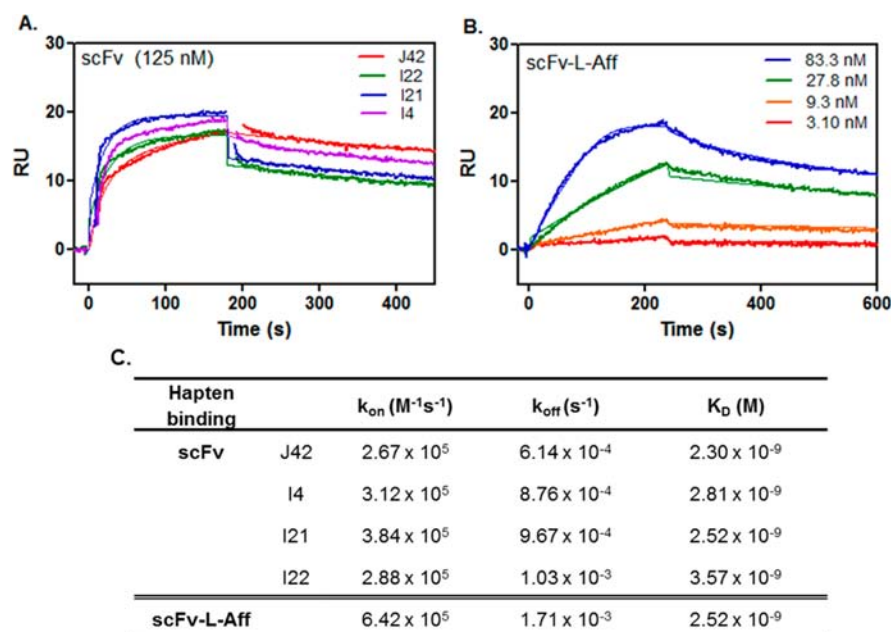 A.
30
20
10
0
RU
scFv (125 nM)
J42
I22
I21
I4
0 100 200 300 400
Time (s)
B.
30
20
10
0
RU
scFv-L-Aff
83.3 nM
27.8 nM
9.3 nM
3.10 nM
0 200 400 600
Time (s)
C.
Hapten binding kon (M-1s-1) koff (s-1) KD (M)
scFv J42 2.67 x 10⁵ 6.14 x 10⁻⁴ 2.30 x 10⁻⁹
I4 3.12 x 10⁵ 8.76 x 10⁻⁴ 2.81 x 10⁻⁹
I21 3.84 x 10⁵ 9.67 x 10⁻⁴ 2.52 x 10⁻⁹
I22 2.88 x 10⁵ 1.03 x 10⁻³ 3.57 x 10⁻⁹
scFv-L-Aff 6.42 x 10⁵ 1.71 x 10⁻³ 2.52 x 10⁻⁹